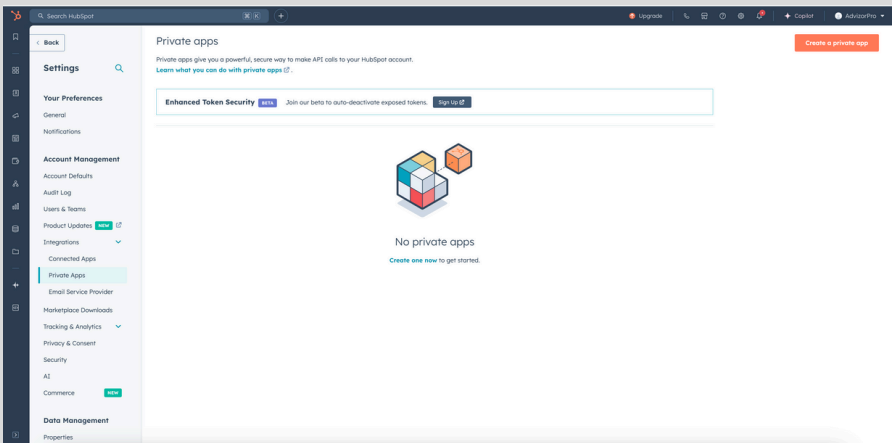 Search HubSpot
⌘ K
Upgrade
Copilot
AdvizorPro
Back
Settings
Your Preferences
General
Notifications
Account Management
Account Defaults
Audit Log
Users & Teams
Product Updates NEW
Integrations
Connected Apps
Private Apps
Email Service Provider
Marketplace Downloads
Tracking & Analytics
Privacy & Consent
Security
AI
Commerce NEW
Data Management
Properties
Private apps
Create a private app
Private apps give you a powerful, secure way to make API calls to your HubSpot account.
Learn what you can do with private apps.
Enhanced Token Security BETA Join our beta to auto-deactivate exposed tokens. Sign Up
No private apps
Create one now to get started.